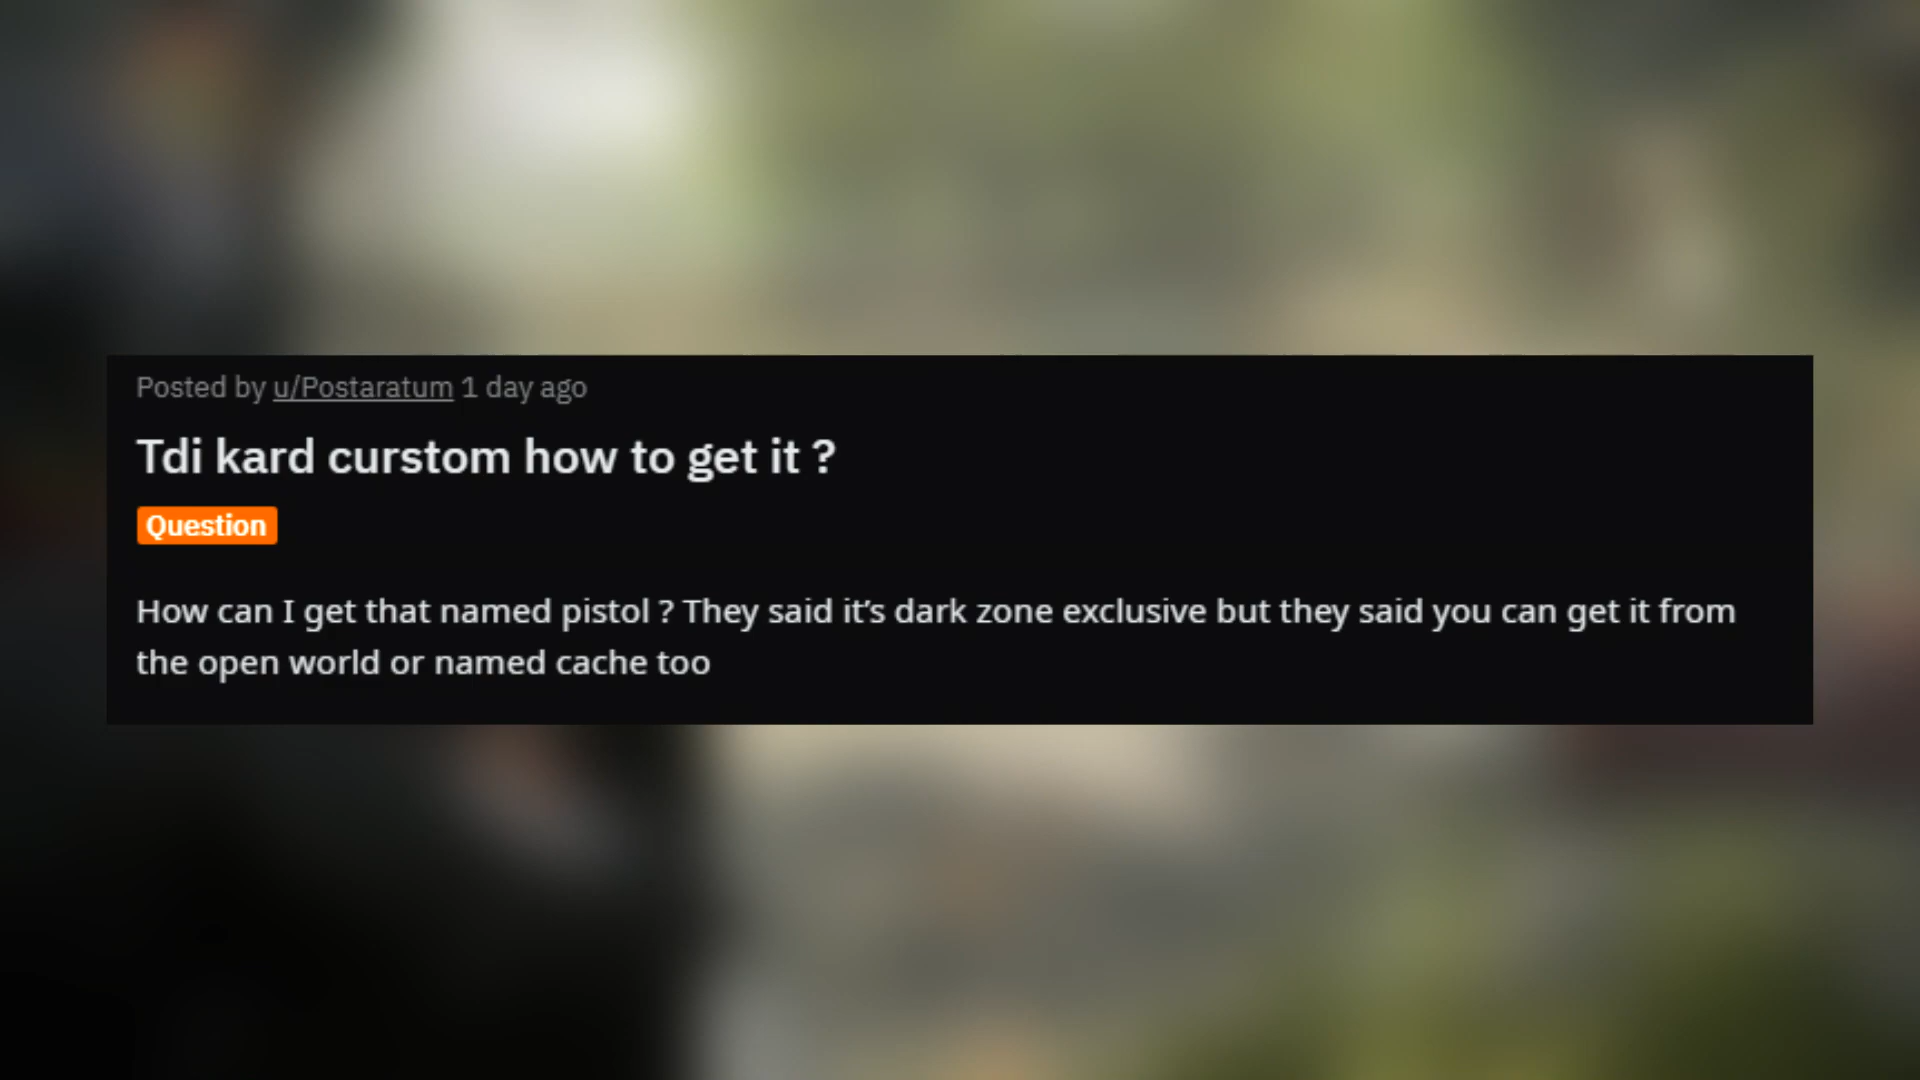 Posted by u/Postaratum 1 day ago
Tdi kard curstom how to get it ?
Question
How can I get that named pistol ? They said it’s dark zone exclusive but they said you can get it from
the open world or named cache too